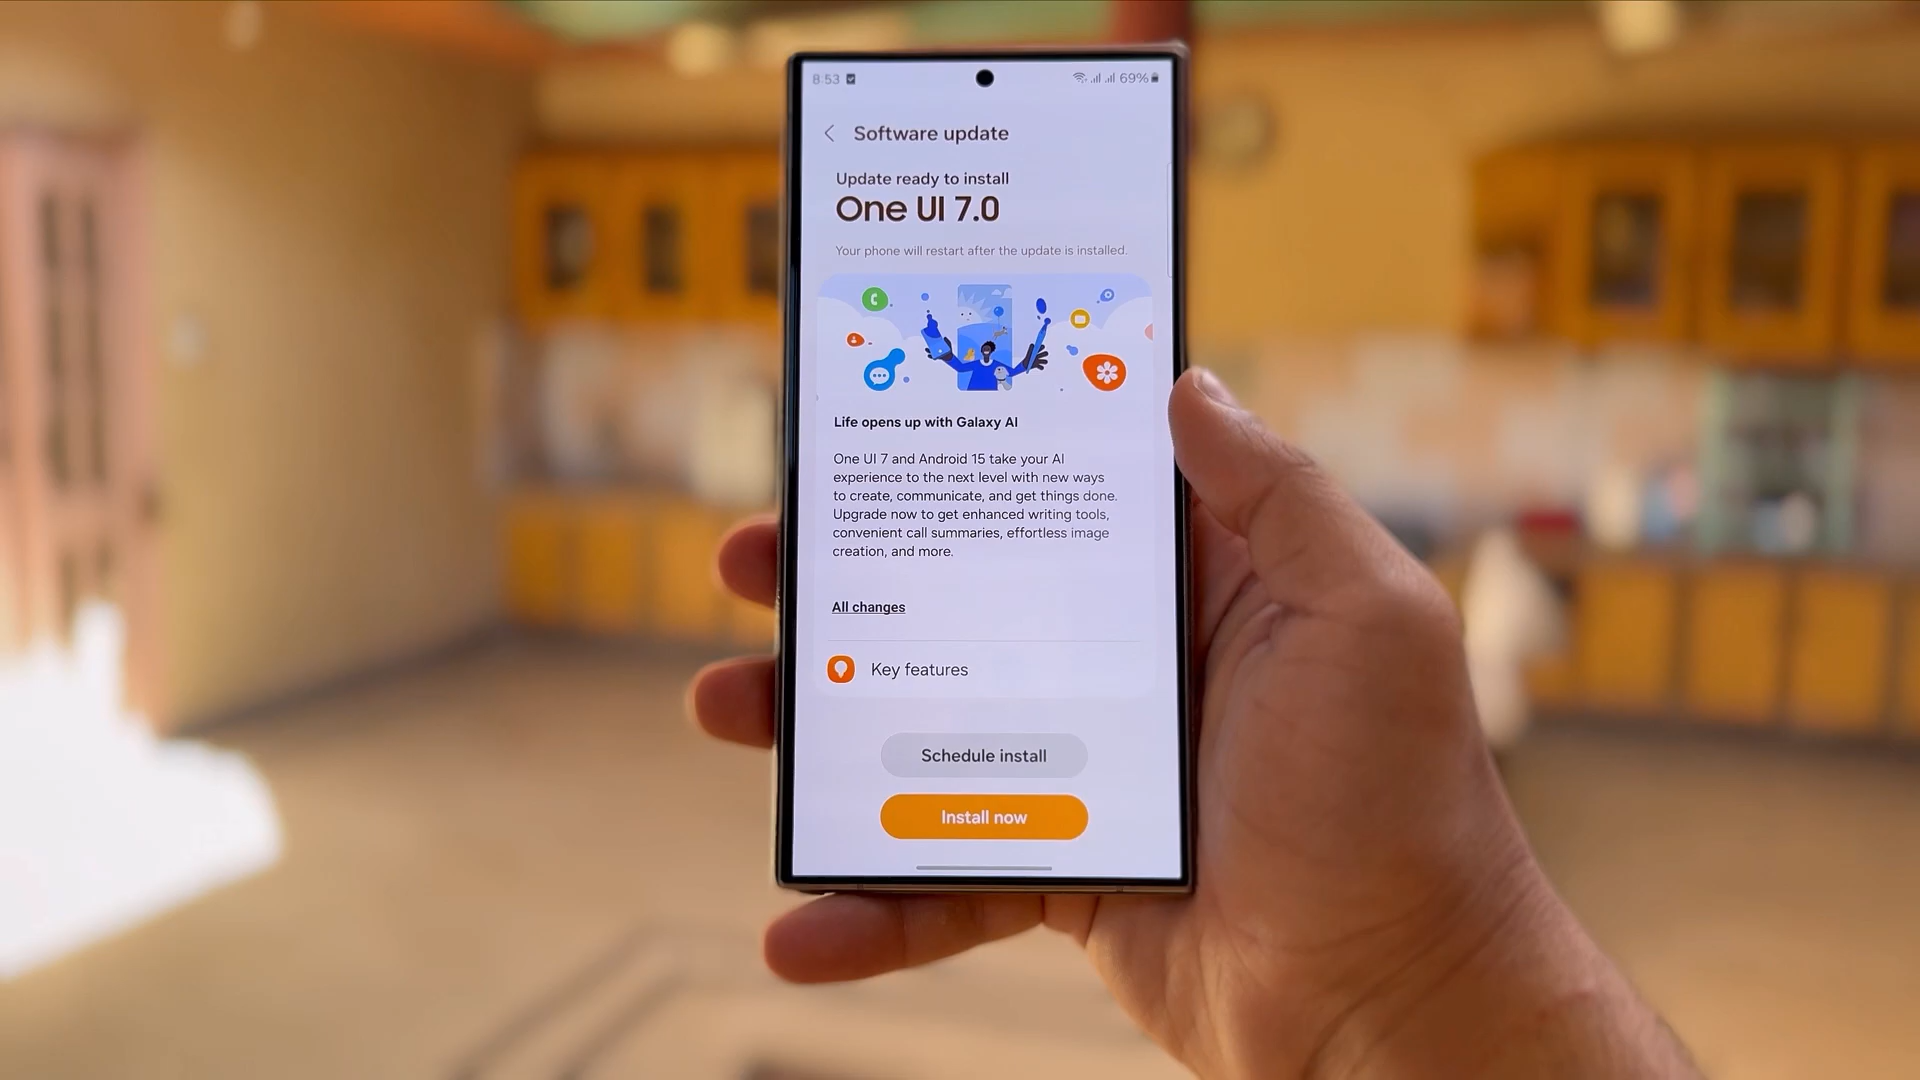 8:53 69%
Software update
Update ready to install
One UI 7.0
Your phone will restart after the update is installed.
Life opens up with Galaxy AI
One UI 7 and Android 15 take your AI
experience to the next level with new ways
to create, communicate, and get things done.
Upgrade now to get enhanced writing tools,
convenient call summaries, effortless image
creation, and more.
All changes
Key features
Schedule install
Install now